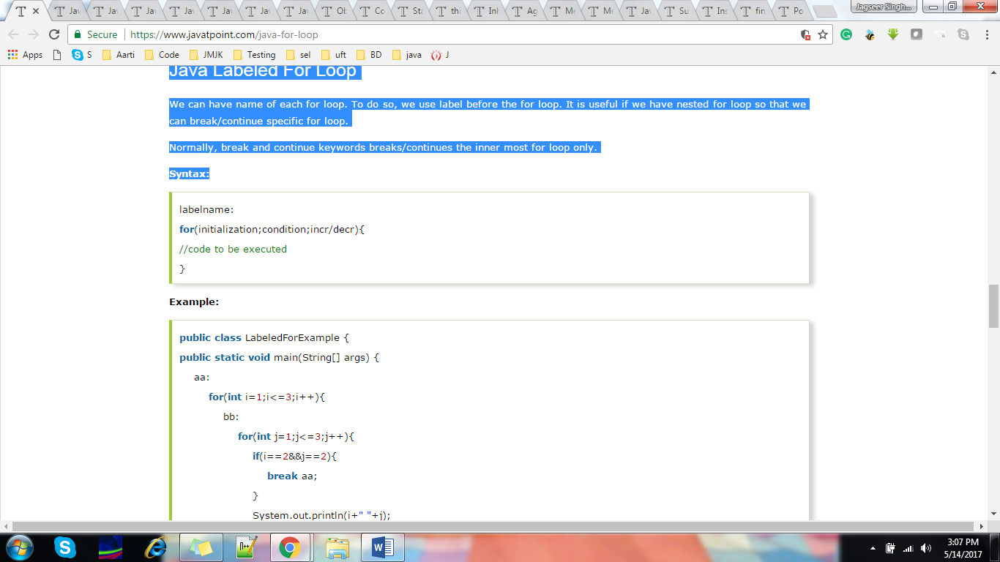 Jav
Jav
Jav
Jav
Jav
Jav
Jav
Ob
Co
Sta
thi
Inh
Ag
Me
Me
Jav
Su
Ins
fin
Po
Jagseer Singh...
Secure
https://www.javatpoint.com/java-for-loop
Apps S Aarti Code JMJK Testing sel uft BD java J
Java Labeled For Loop
We can have name of each for loop. To do so, we use label before the for loop. It is useful if we have nested for loop so that we
can break/continue specific for loop.
Normally, break and continue keywords breaks/continues the inner most for loop only.
Syntax:
labelname:
for(initialization;condition;incr/decr){
//code to be executed
}
Example:
public class LabeledForExample {
public static void main(String[] args) {
aa:
for(int i=1;i<=3;i++){
bb:
for(int j=1;j<=3;j++){
if(i==2&&j==2){
break aa;
}
System.out.println(i+" "+j);
3:07 PM
5/14/2017